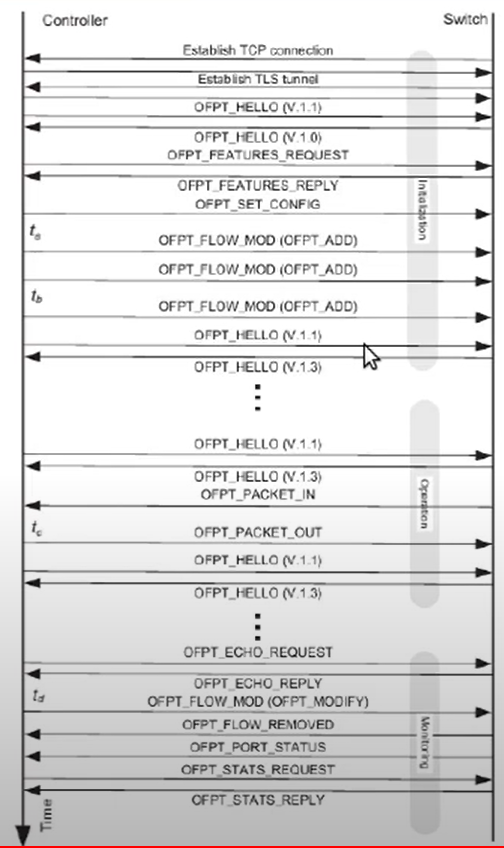 Controller
Switch
Establish TCP connection
Establish TLS tunnel
OFPT_HELLO (V.1.1)
OFPT_HELLO (V.1.0)
OFPT_FEATURES_REQUEST
OFPT_FEATURES_REPLY
OFPT_SET_CONFIG
Initialization
ta
OFPT_FLOW_MOD (OFPT_ADD)
OFPT_FLOW_MOD (OFPT_ADD)
tb
OFPT_FLOW_MOD (OFPT_ADD)
OFPT_HELLO (V.1.1)
OFPT_HELLO (V.1.3)
OFPT_HELLO (V.1.1)
OFPT_HELLO (V.1.3)
OFPT_PACKET_IN
Operation
tc
OFPT_PACKET_OUT
OFPT_HELLO (V.1.1)
OFPT_HELLO (V.1.3)
OFPT_ECHO_REQUEST
OFPT_ECHO_REPLY
td
OFPT_FLOW_MOD (OFPT_MODIFY)
OFPT_FLOW_REMOVED
Monitoring
OFPT_PORT_STATUS
OFPT_STATS_REQUEST
OFPT_STATS_REPLY
Time